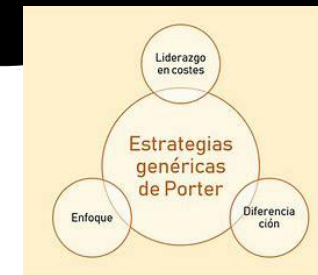 Liderazgo
en costes
Estrategias
genéricas
de Porter
Enfoque
Diferencia
ción